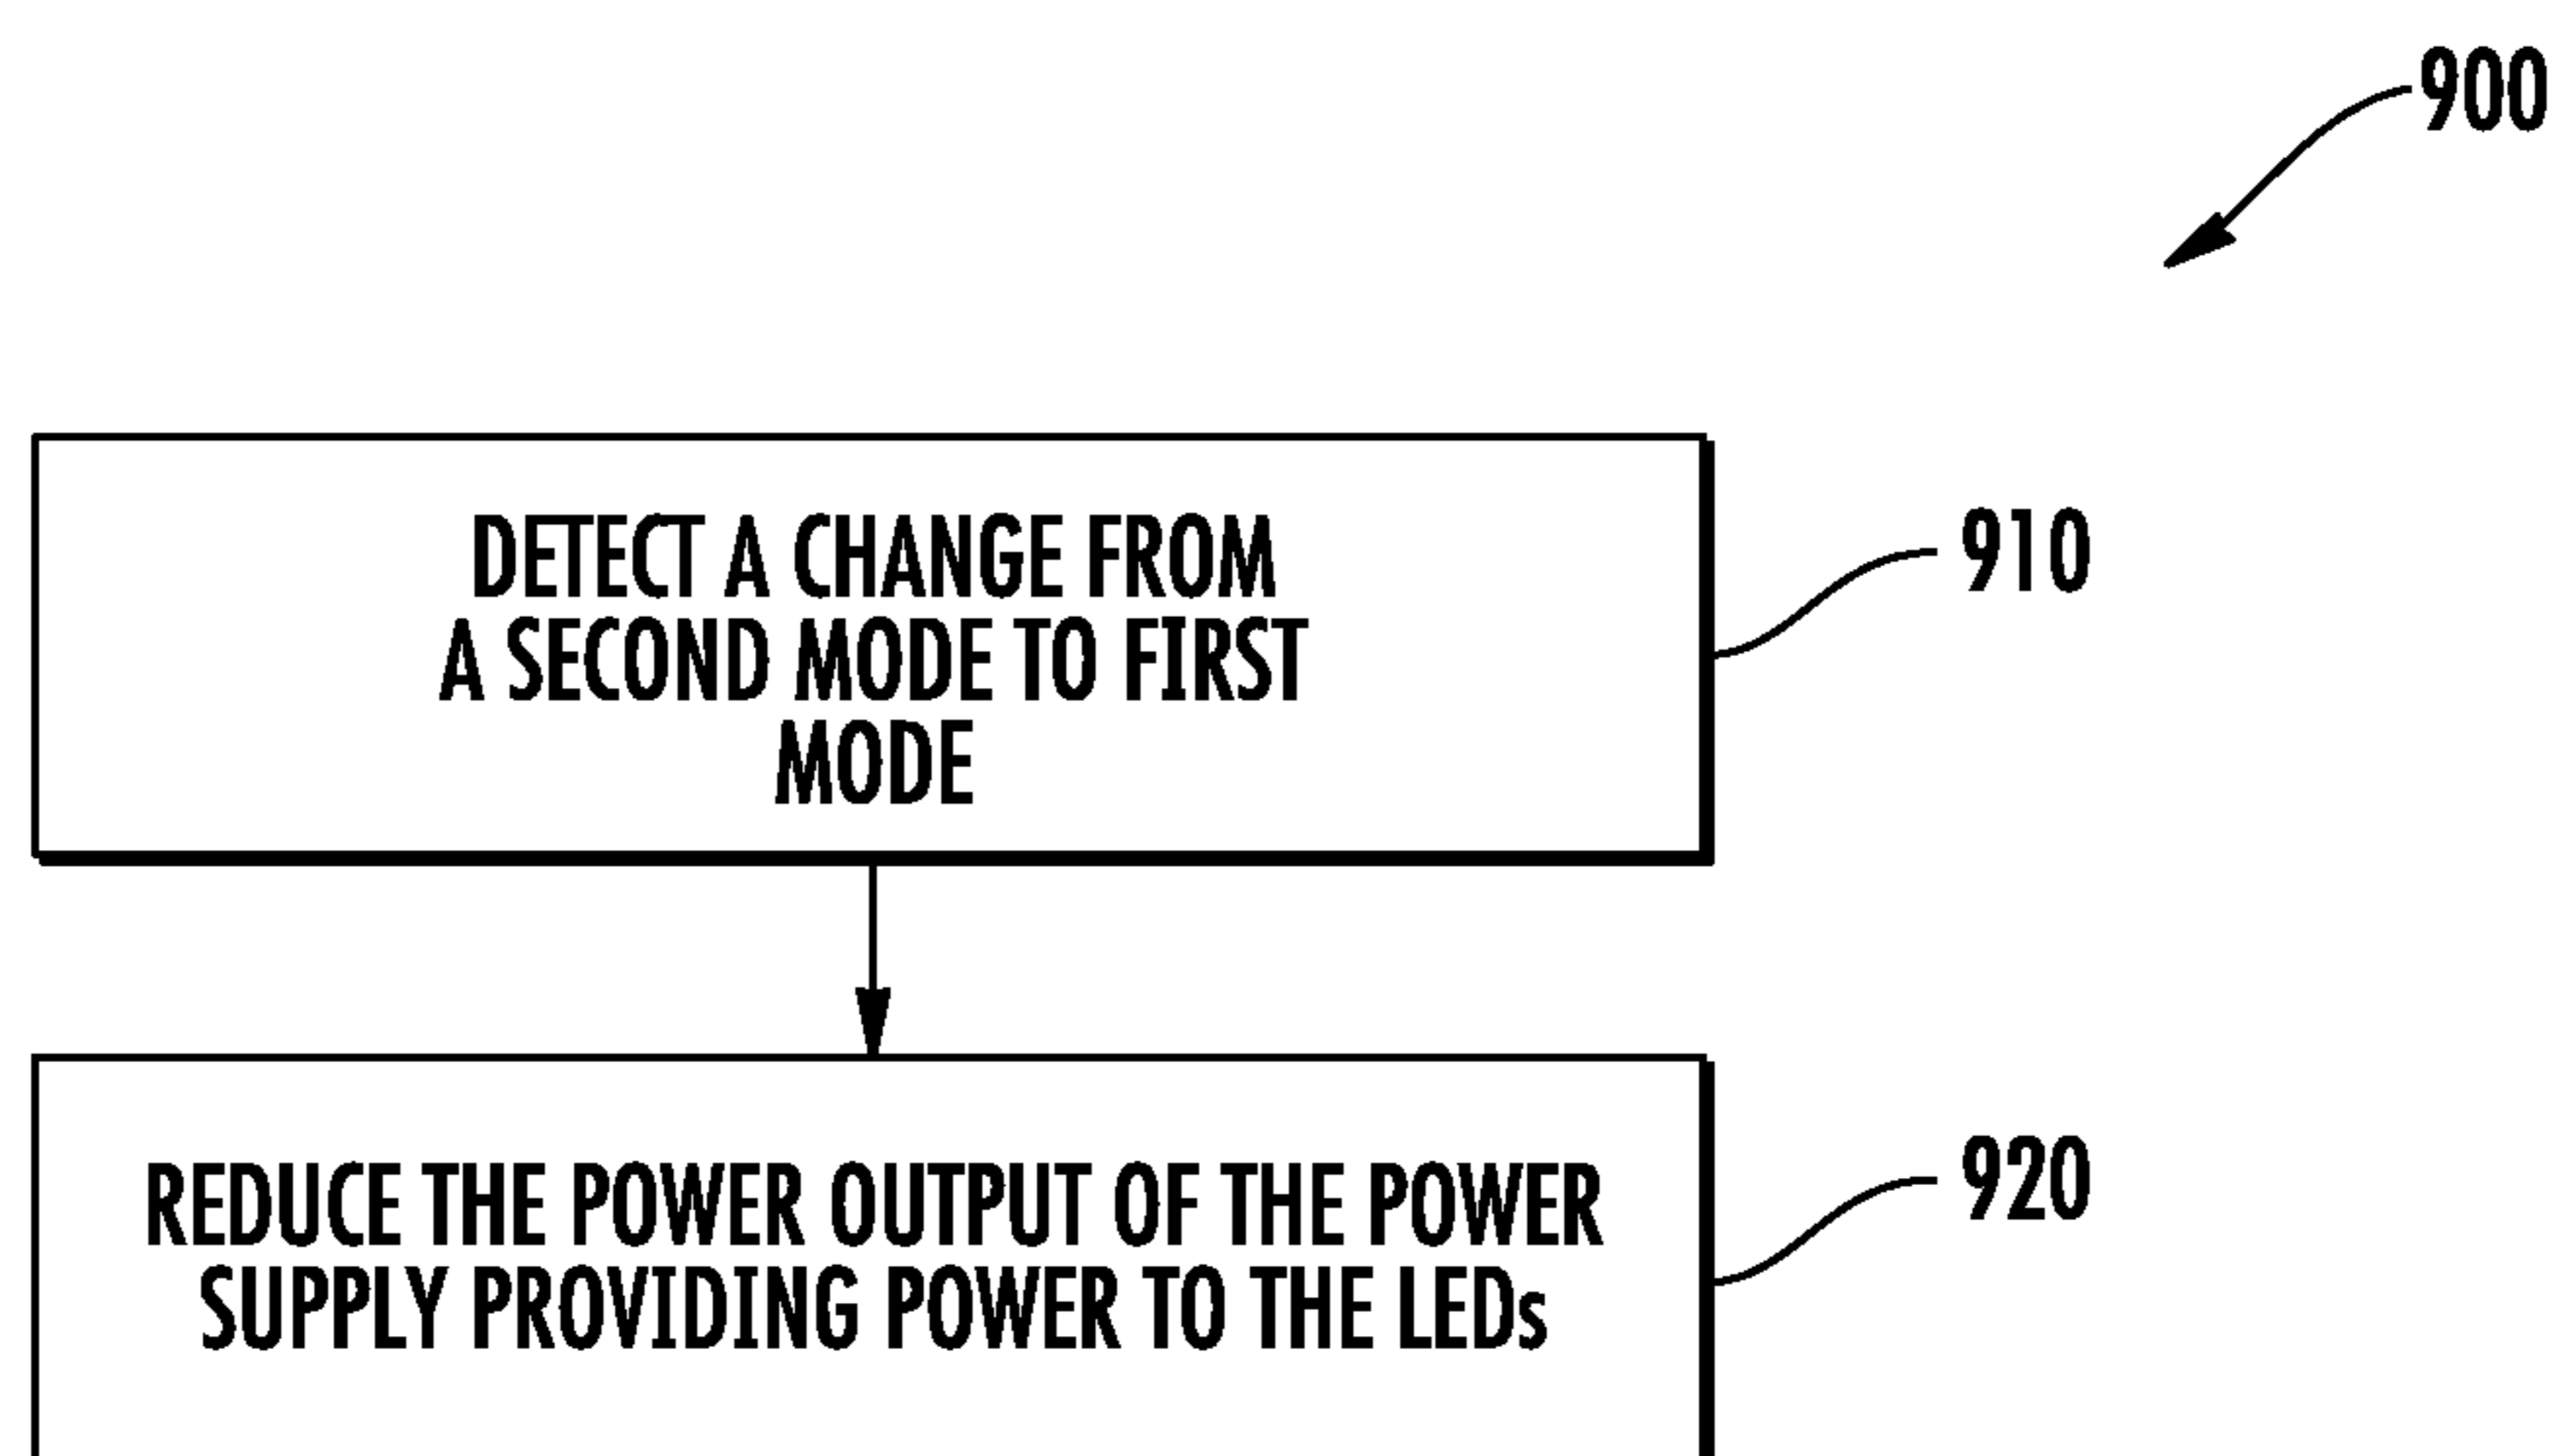 900
DETECT A CHANGE FROM
A SECOND MODE TO FIRST
MODE
910
REDUCE THE POWER OUTPUT OF THE POWER
SUPPLY PROVIDING POWER TO THE LEDs
920